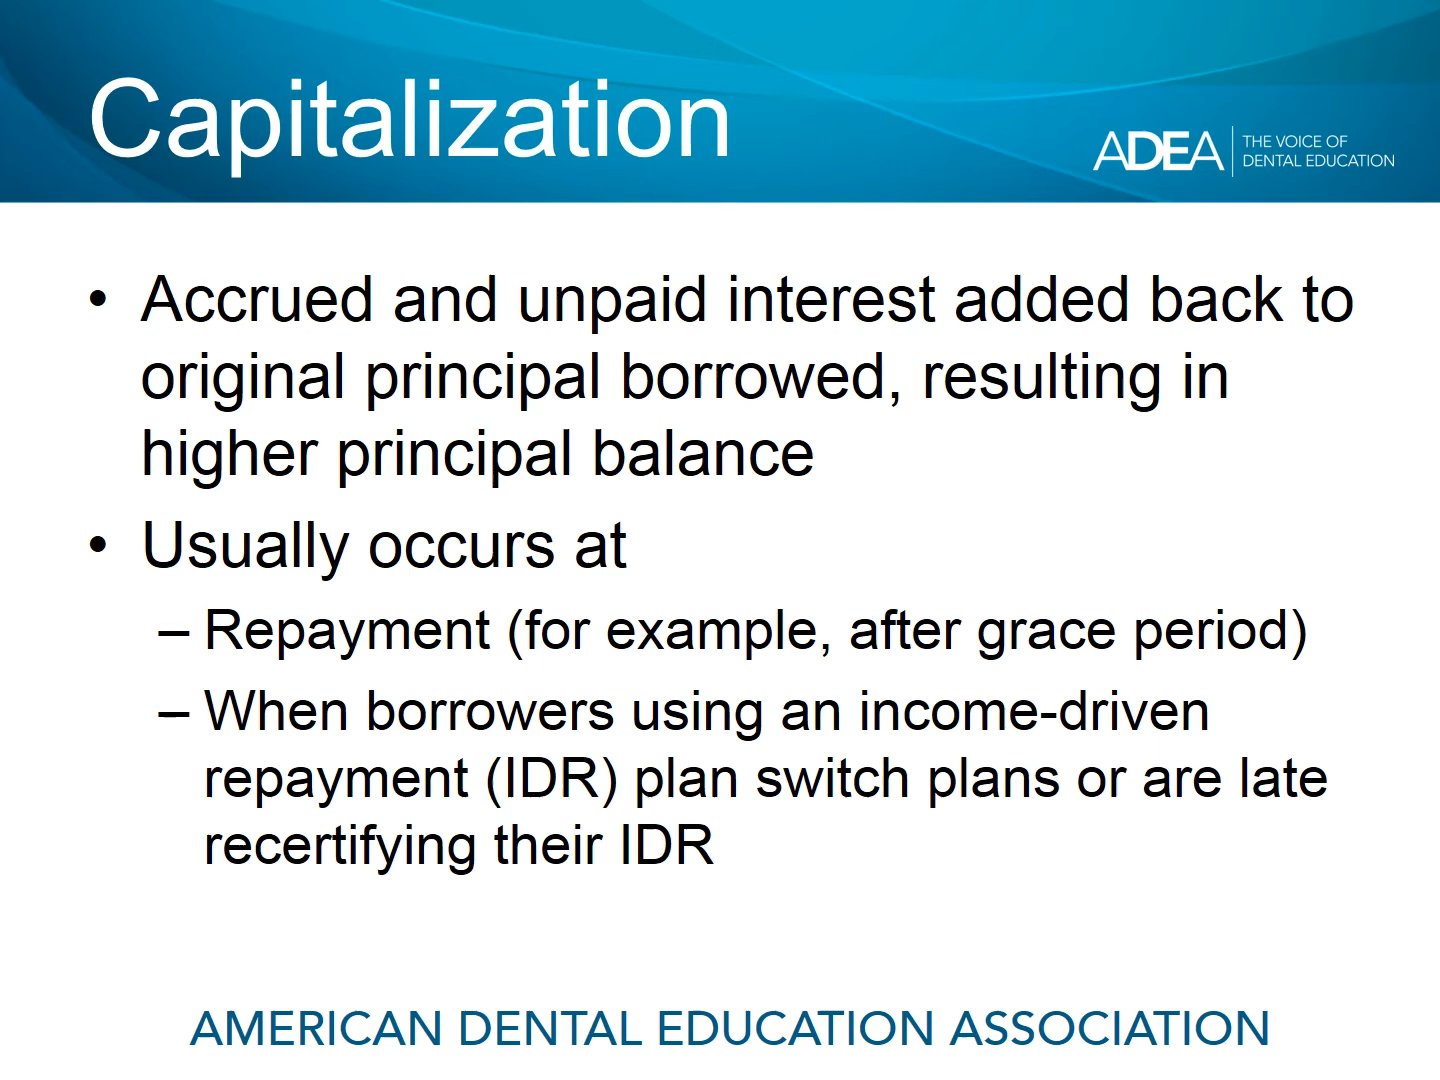 Capitalization
ADEA
THE VOICE OF
DENTAL EDUCATION
• Accrued and unpaid interest added back to
original principal borrowed, resulting in
higher principal balance
• Usually occurs at
– Repayment (for example, after grace period)
– When borrowers using an income-driven
repayment (IDR) plan switch plans or are late
recertifying their IDR
AMERICAN DENTAL EDUCATION ASSOCIATION